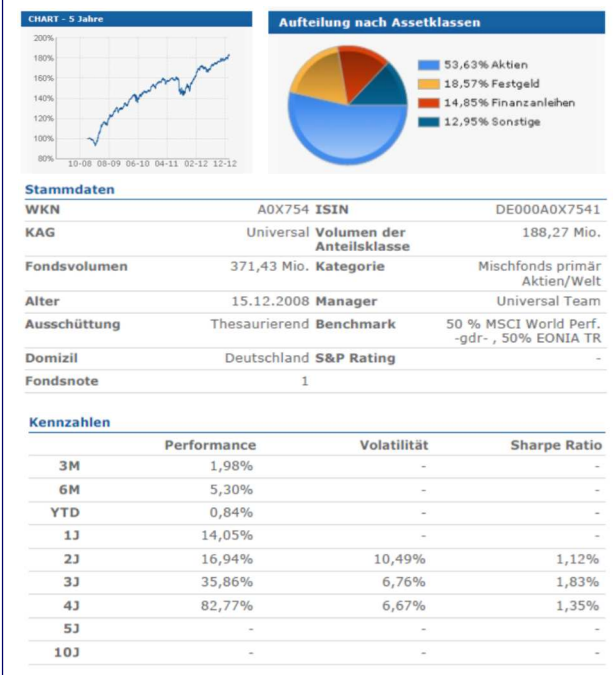 CHART - 5 Jahre
200%
180%
160%
140%
120%
100%
80%
10-08 08-09 06-10 04-11 02-12 12-12
Aufteilung nach Assetklassen
53,63% Aktien
18,57% Festgeld
14,85% Finanzanleihen
12,95% Sonstige
Stammdaten
WKN A0X754 ISIN DE000A0X7541
KAG Universal Volumen der Anteilsklasse 188,27 Mio.
Fondsvolumen 371,43 Mio. Kategorie Mischfonds primär Aktien/Welt
Alter 15.12.2008 Manager Universal Team
Ausschüttung Thesaurierend Benchmark 50 % MSCI World Perf. -gdr- , 50% EONIA TR
Domizil Deutschland S&P Rating -
Fondsnote 1
Kennzahlen
Performance Volatilität Sharpe Ratio
3M 1,98% - -
6M 5,30% - -
YTD 0,84% - -
1J 14,05% - -
2J 16,94% 10,49% 1,12%
3J 35,86% 6,76% 1,83%
4J 82,77% 6,67% 1,35%
5J - - -
10J - - -